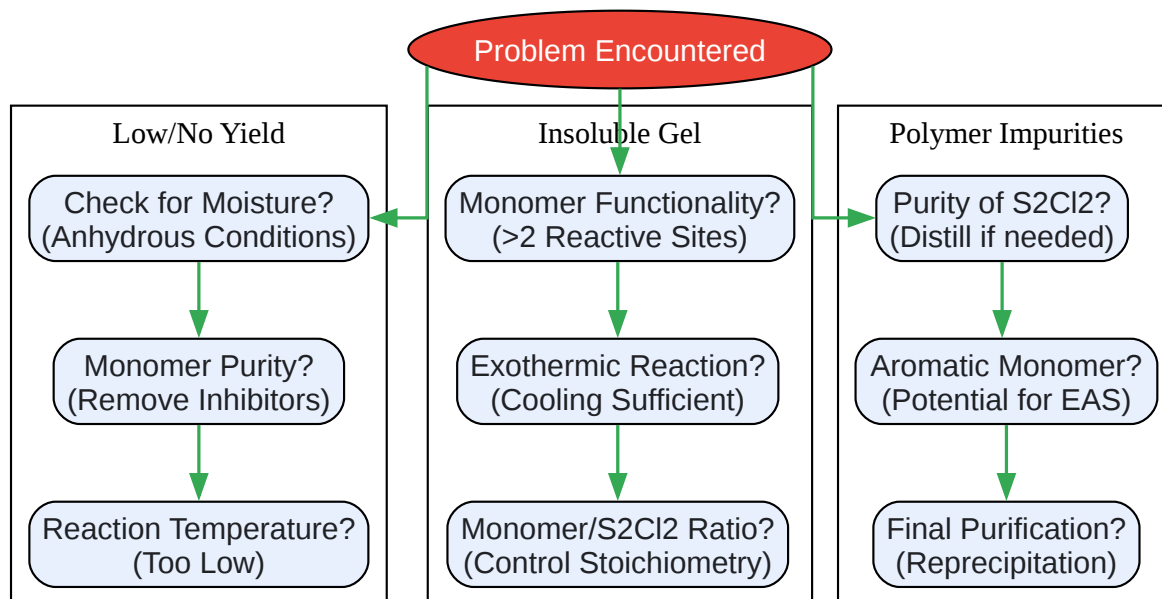 Problem Encountered
Low/No Yield
Check for Moisture?
(Anhydrous Conditions)
Monomer Purity?
(Remove Inhibitors)
Reaction Temperature?
(Too Low)
Insoluble Gel
Monomer Functionality?
(>2 Reactive Sites)
Exothermic Reaction?
(Cooling Sufficient)
Monomer/S2Cl2 Ratio?
(Control Stoichiometry)
Polymer Impurities
Purity of S2Cl2?
(Distill if needed)
Aromatic Monomer?
(Potential for EAS)
Final Purification?
(Reprecipitation)